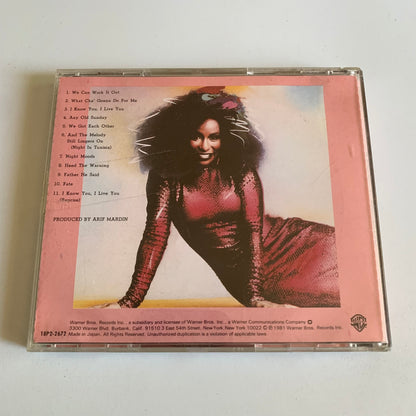 1. We Can Work It Out
2. What Cha' Gonna Do For Me
3. I Know You, I Live You
4. Any Old Sunday
5. We Got Each Other
6. And The Melody
Still Lingers On
(Night In Tunisia)
7. Night Moods
8. Heed The Warning
9. Father He Said
10. Fate
11. I Know You, I Live You
(Reprise)
PRODUCED BY ARIF MARDIN
Warner Bros. Records Inc., a subsidiary and licensee of Warner Bros. Inc., a Warner Communications Company Ⓟ
3300 Warner Blvd. Burbank, Calif. 91510 3 East 54th Street, New York, New York 10022 © ℗ 1981 Warner Bros. Records Inc.
18P2-2672 Made in Japan. All Rights Reserved. Unauthorized duplication is a violation of applicable laws.